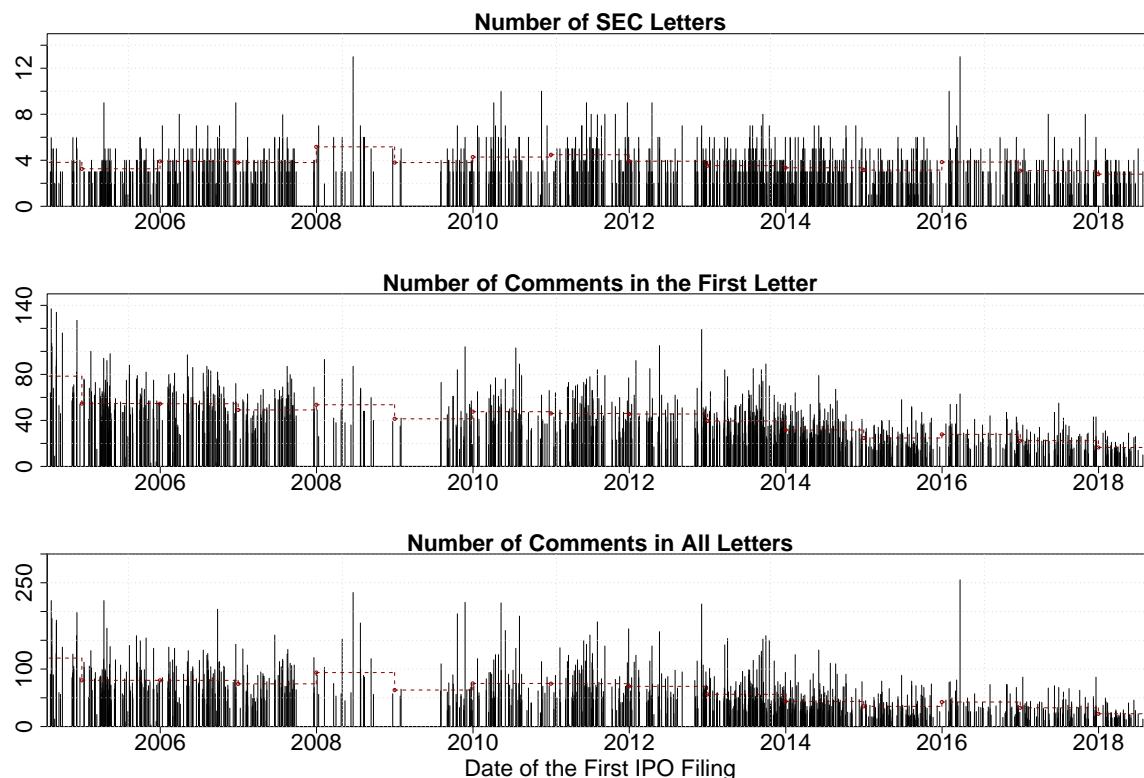 Number of SEC Letters
12
8
4
0
2006 2008 2010 2012 2014 2016 2018
Number of Comments in the First Letter
140
80
40
0
2006 2008 2010 2012 2014 2016 2018
Number of Comments in All Letters
250
100
0
2006 2008 2010 2012 2014 2016 2018
Date of the First IPO Filing